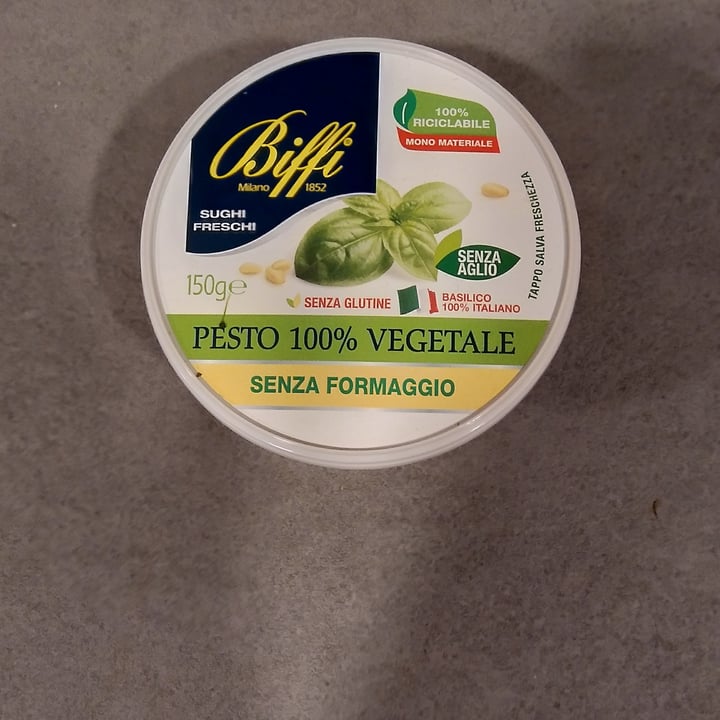 Biffi
Milano 1852
SUGHI
FRESCHI
100%
RICICLABILE
MONO MATERIALE
TAPPO SALVA FRESCHEZZA
SENZA
AGLIO
150g℮
SENZA GLUTINE
BASILICO
100% ITALIANO
PESTO 100% VEGETALE
SENZA FORMAGGIO